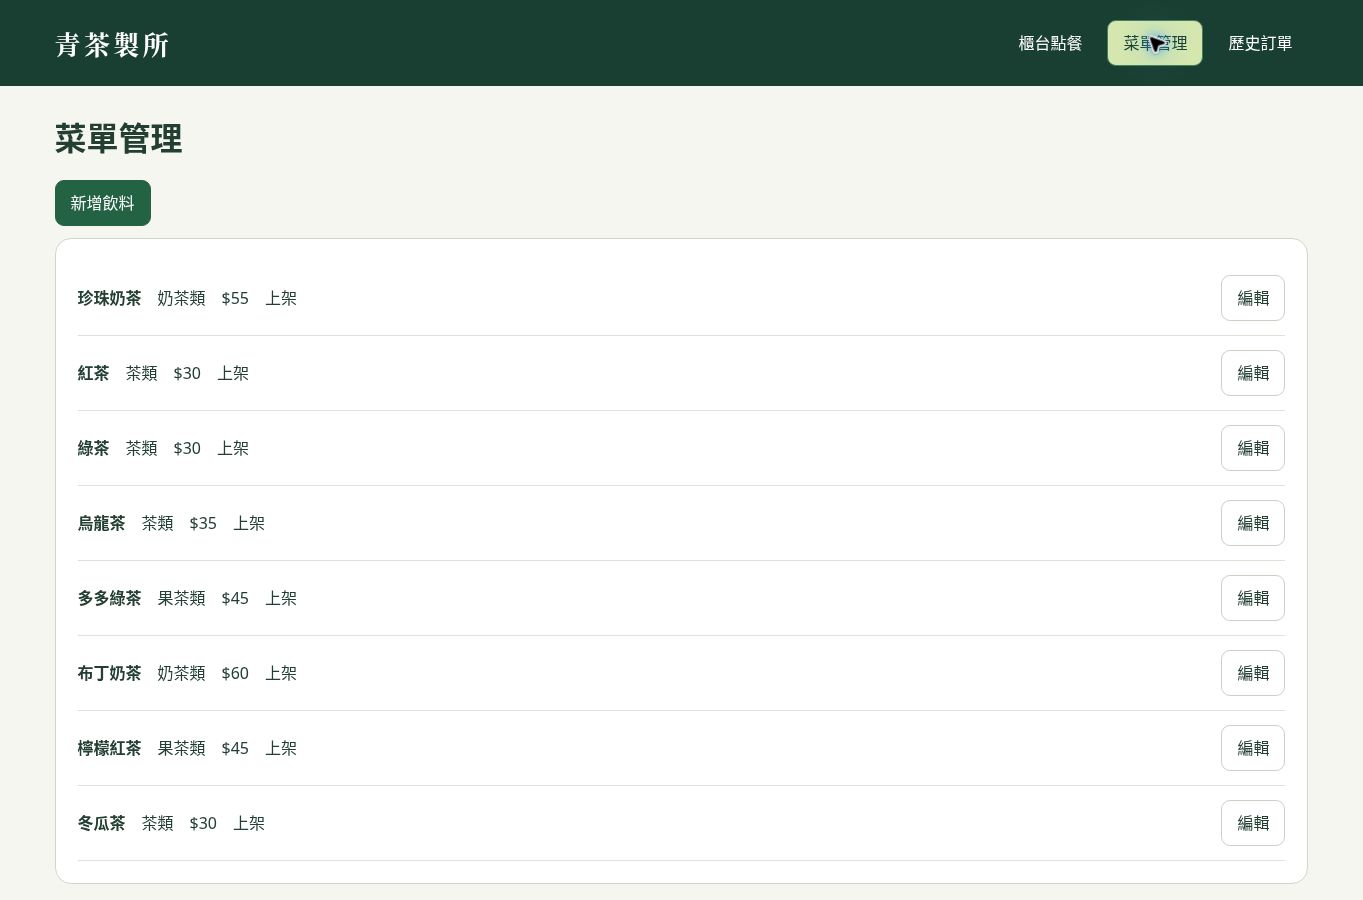 青茶製所
櫃台點餐 菜單管理 歷史訂單
菜單管理
新增飲料
珍珠奶茶 奶茶類 $55 上架 編輯
紅茶 茶類 $30 上架 編輯
綠茶 茶類 $30 上架 編輯
烏龍茶 茶類 $35 上架 編輯
多多綠茶 果茶類 $45 上架 編輯
布丁奶茶 奶茶類 $60 上架 編輯
檸檬紅茶 果茶類 $45 上架 編輯
冬瓜茶 茶類 $30 上架 編輯